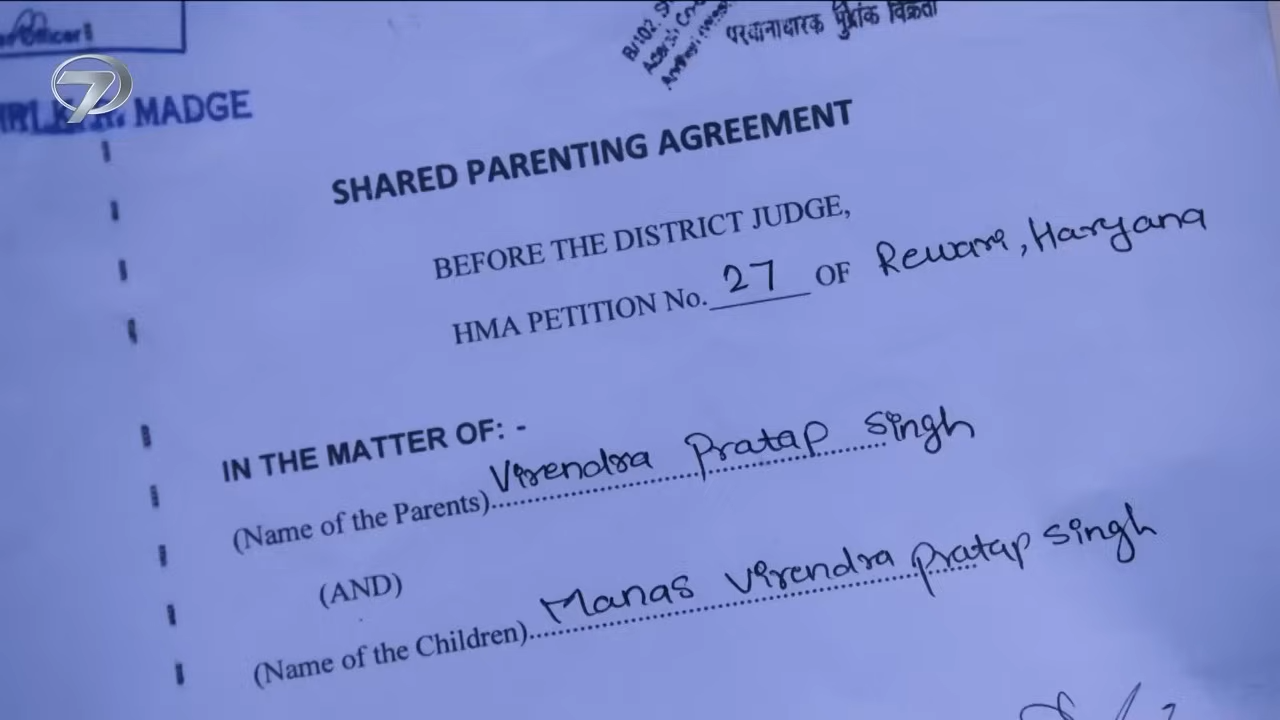 7
MADGE
परवानाधारक मुद्रांक विक्रेता
SHARED PARENTING AGREEMENT
BEFORE THE DISTRICT JUDGE,
HMA PETITION No. 27 OF Rewari, Haryana
IN THE MATTER OF: -
(Name of the Parents)..........Virendra Pratap Singh
(AND)
(Name of the Children)..........Manas Virendra Pratap Singh